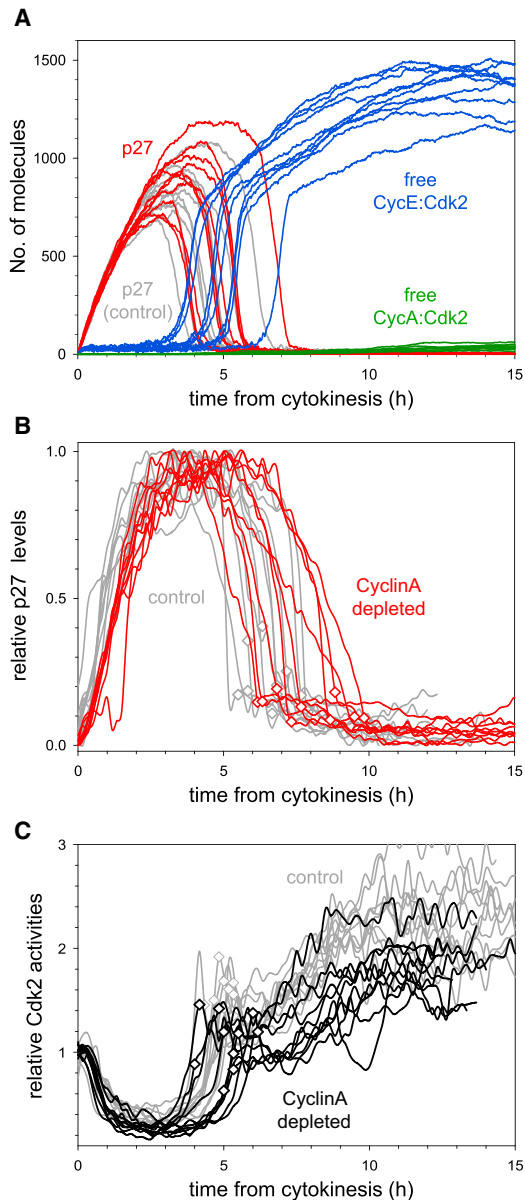 A
No. of molecules
1500
1000
500
0
p27
p27
(control)
free
CycE:Cdk2
free
CycA:Cdk2
0
5
10
15
time from cytokinesis (h)
B
relative p27 levels
1.0
0.5
0.0
control
CyclinA
depleted
0
5
10
15
time from cytokinesis (h)
C
relative Cdk2 activities
3
2
1
control
CyclinA
depleted
0
5
10
15
time from cytokinesis (h)